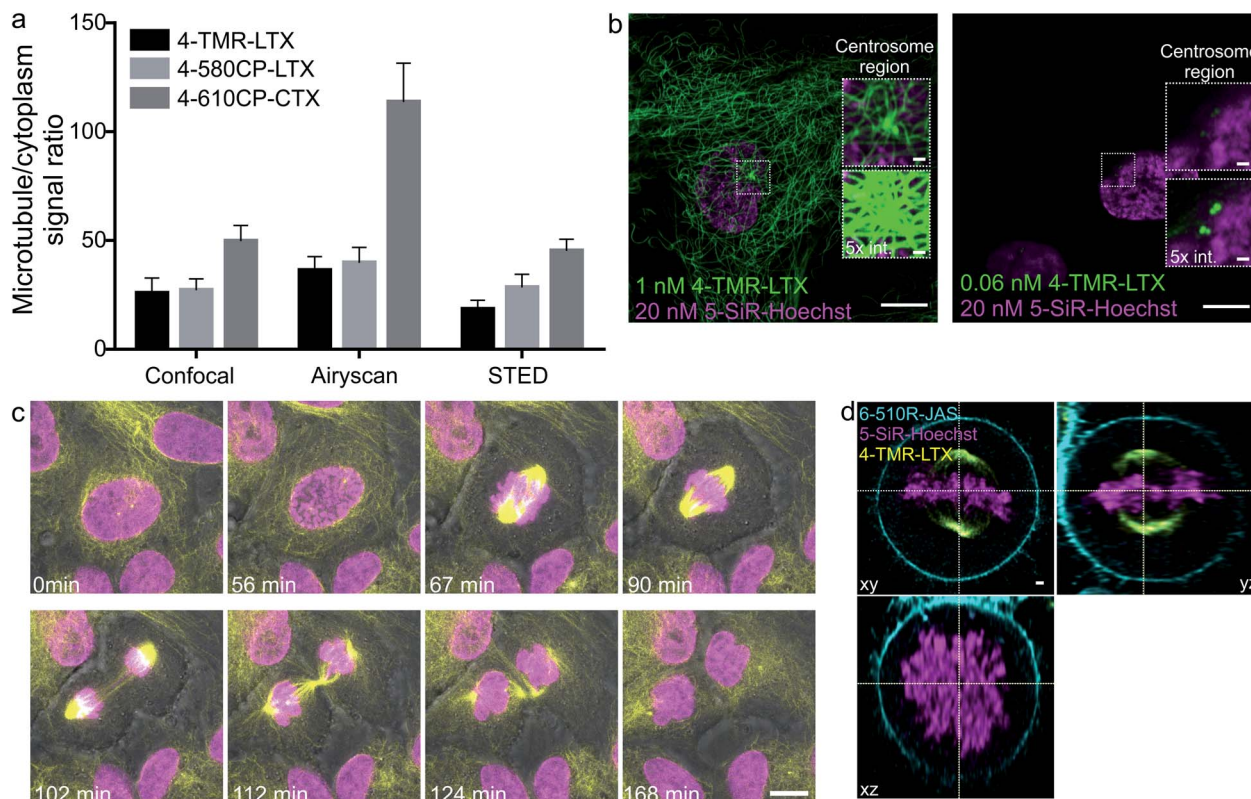 a
Microtubule/cytoplasm
signal ratio
150
100
50
0
4-TMR-LTX
4-580CP-LTX
4-610CP-CTX
Confocal
Airyscan
STED
b
Centrosome
region
5x int.
1 nM 4-TMR-LTX
20 nM 5-SiR-Hoechst
Centrosome
region
5x int.
0.06 nM 4-TMR-LTX
20 nM 5-SiR-Hoechst
c
0min
56 min
67 min
90 min
102 min
112 min
124 min
168 min
d
6-510R-JAS
5-SiR-Hoechst
4-TMR-LTX
xy
yz
xz